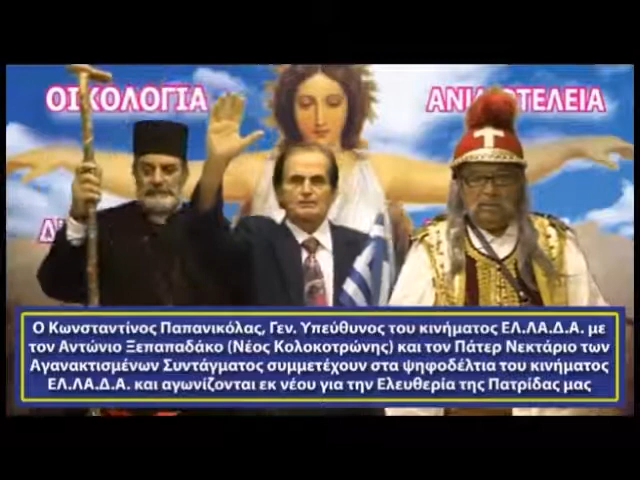 ΟΙΚΟΛΟΓΙΑ
Ο Κωνσταντίνος Παπανικόλας, Γεν. Υπεύθυνος του κινήματος ΕΛ.ΛΑ.Δ.Α. με
τον Αντώνιο Ξεπαπαδάκο (Νέος Κολοκοτρώνης) και τον Πάτερ Νεκτάριο των
Αγανακτισμένων Συντάγματος συμμετέχουν στα ψηφοδέλτια του κινήματος
ΕΛ.ΛΑ.Δ.Α. και αγωνίζονται εκ νέου για την Ελευθερία της Πατρίδας μας